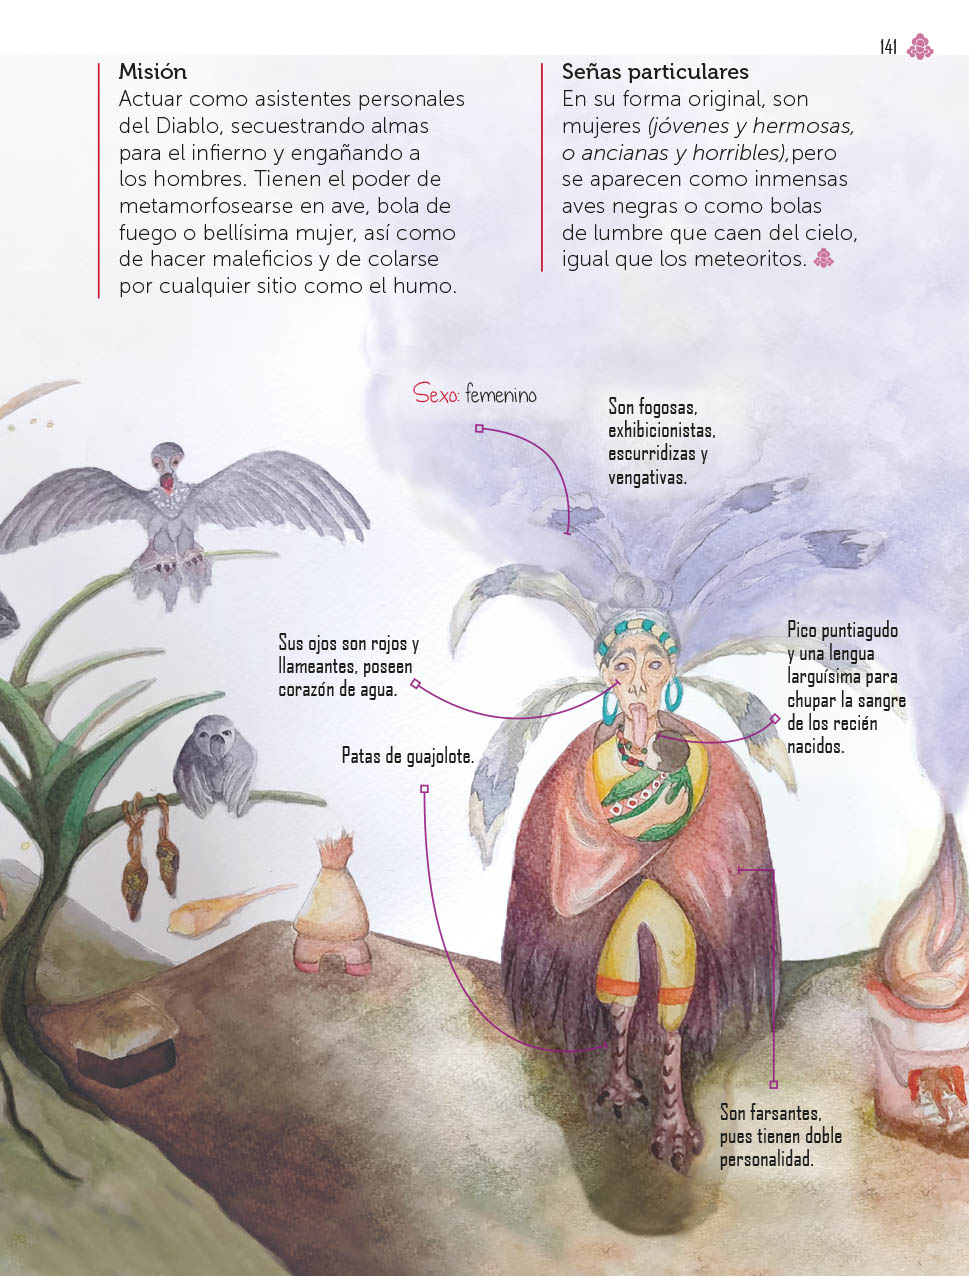 141
Misión
Actuar como asistentes personales
del Diablo, secuestrando almas
para el infierno y engañando a
los hombres. Tienen el poder de
metamorfosearse en ave, bola de
fuego o bellísima mujer, así como
de hacer maleficios y de colarse
por cualquier sitio como el humo.
Señas particulares
En su forma original, son
mujeres (jóvenes y hermosas,
o ancianas y horribles),pero
se aparecen como inmensas
aves negras o como bolas
de lumbre que caen del cielo,
igual que los meteoritos.
Sexo: femenino
Son fogosas,
exhibicionistas,
escurridizas y
vengativas.
Sus ojos son rojos y
llameantes, poseen
corazón de agua.
Pico puntiagudo
y una lengua
larguísima para
chupar la sangre
de los recién
nacidos.
Patas de guajolote.
Son farsantes,
pues tienen doble
personalidad.